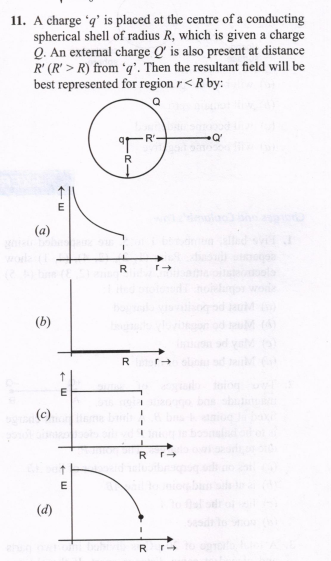 11. A charge ‘q’ is placed at the centre of a conducting
spherical shell of radius R, which is given a charge
Q. An external charge Q′ is also present at distance
R′ (R′ > R) from ‘q’. Then the resultant field will be
best represented for region r < R by:
Q
q R′ Q′
R
(a)
E
R r→
(b)
R r→
(c)
E
R r→
(d)
E
R r→